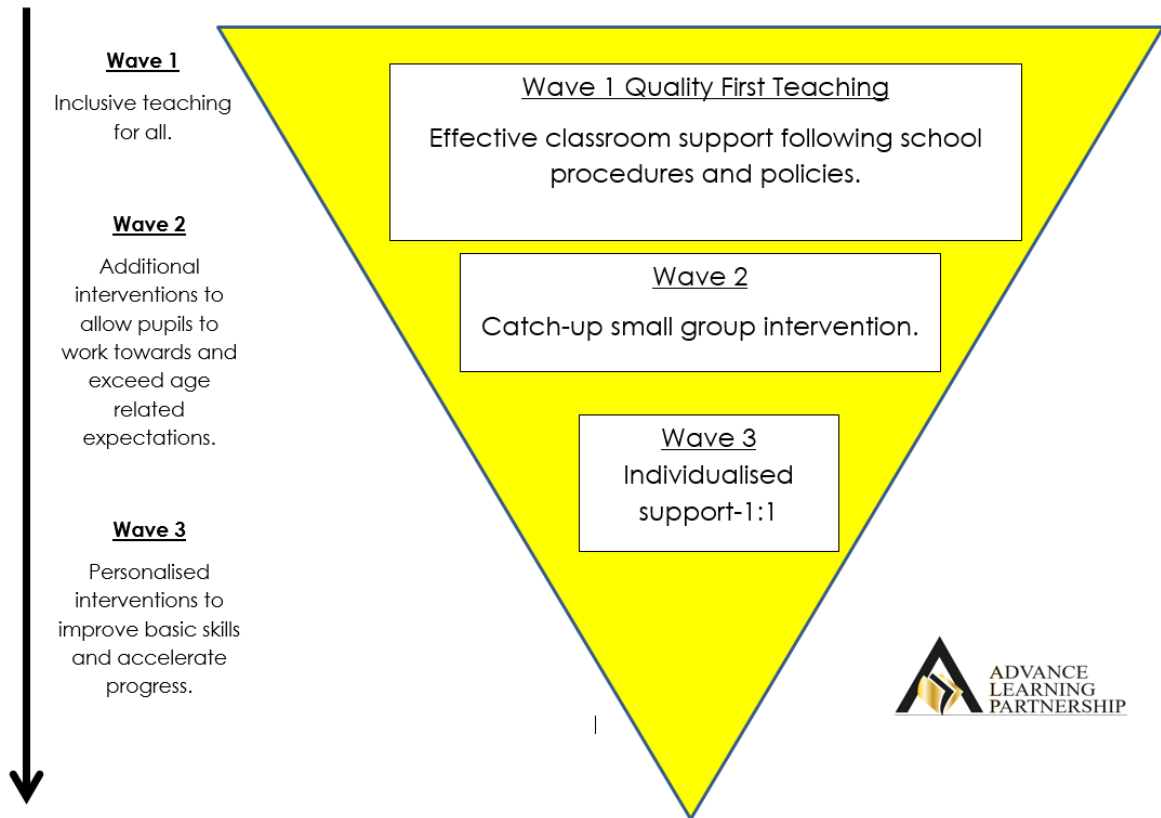 Wave 1
Inclusive teaching
for all.
Wave 2
Additional
interventions to
allow pupils to
work towards and
exceed age
related
expectations.
Wave 3
Personalised
interventions to
improve basic skills
and accelerate
progress.
Wave 1 Quality First Teaching
Effective classroom support following school
procedures and policies.
Wave 2
Catch-up small group intervention.
Wave 3
Individualised
support-1:1
ADVANCE
LEARNING
PARTNERSHIP